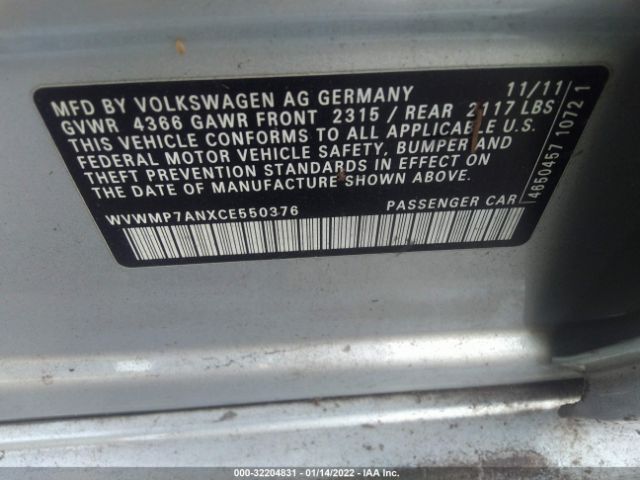 MFD BY VOLKSWAGEN AG GERMANY 11/11
GVWR 4366 GAWR FRONT 2315 / REAR 2117 LBS
THIS VEHICLE CONFORMS TO ALL APPLICABLE U.S.
FEDERAL MOTOR VEHICLE SAFETY, BUMPER AND
THEFT PREVENTION STANDARDS IN EFFECT ON
THE DATE OF MANUFACTURE SHOWN ABOVE.
WVWMP7ANXCE550376 PASSENGER CAR
4650457 10721
000-32204831 - 01/14/2022 - IAA Inc.